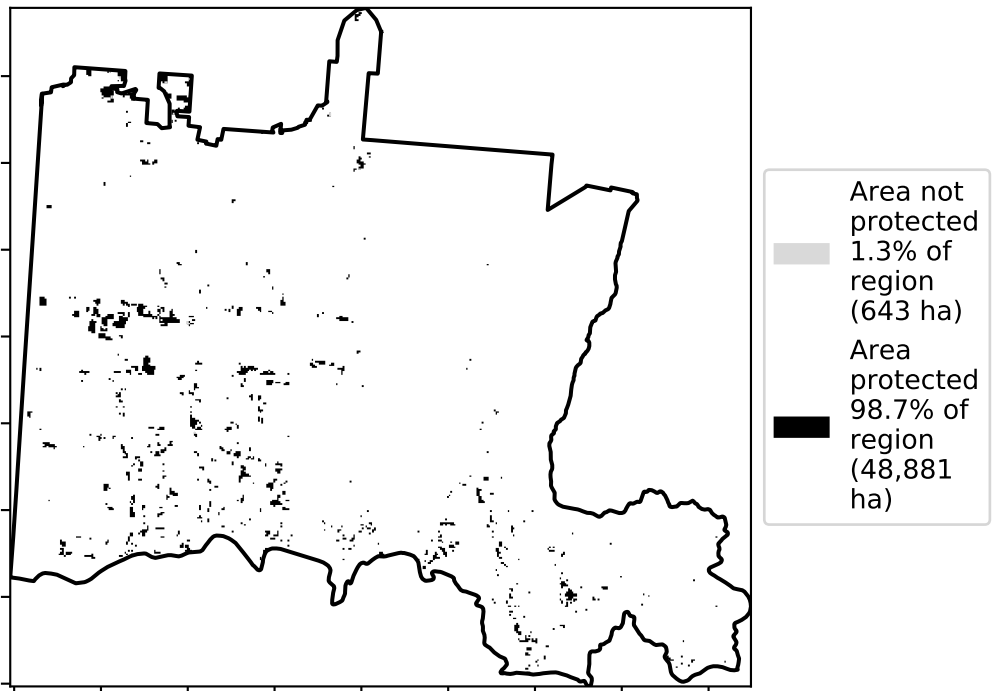 Area not
protected
1.3% of
region
(643 ha)
Area
protected
98.7% of
region
(48,881
ha)